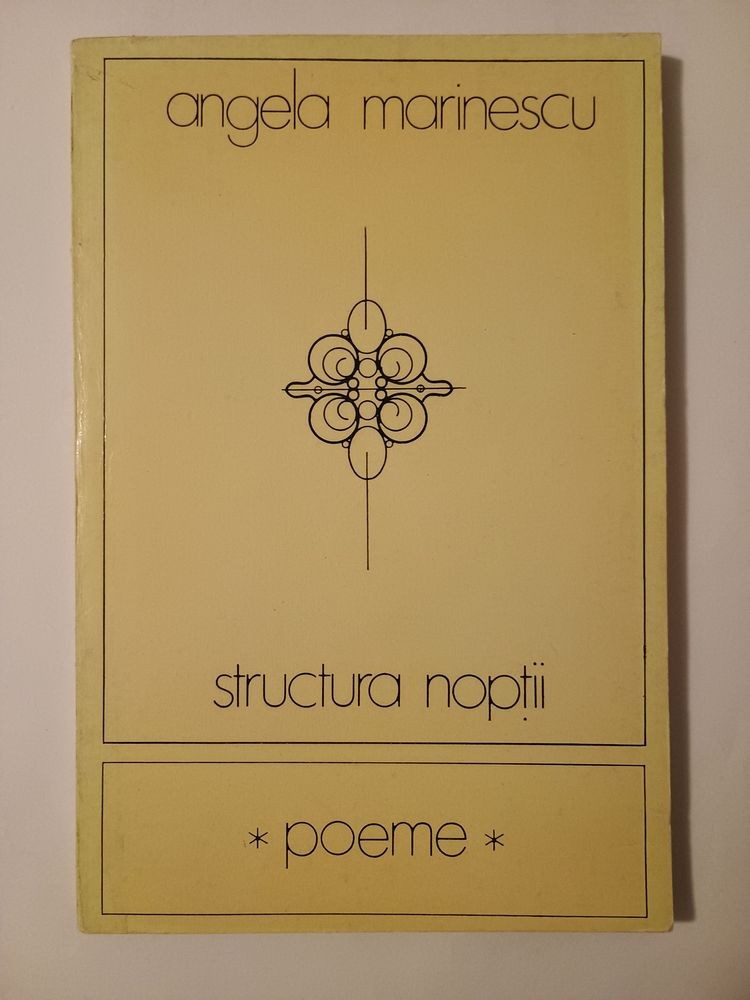 angela marinescu
structura nopții
* poeme *